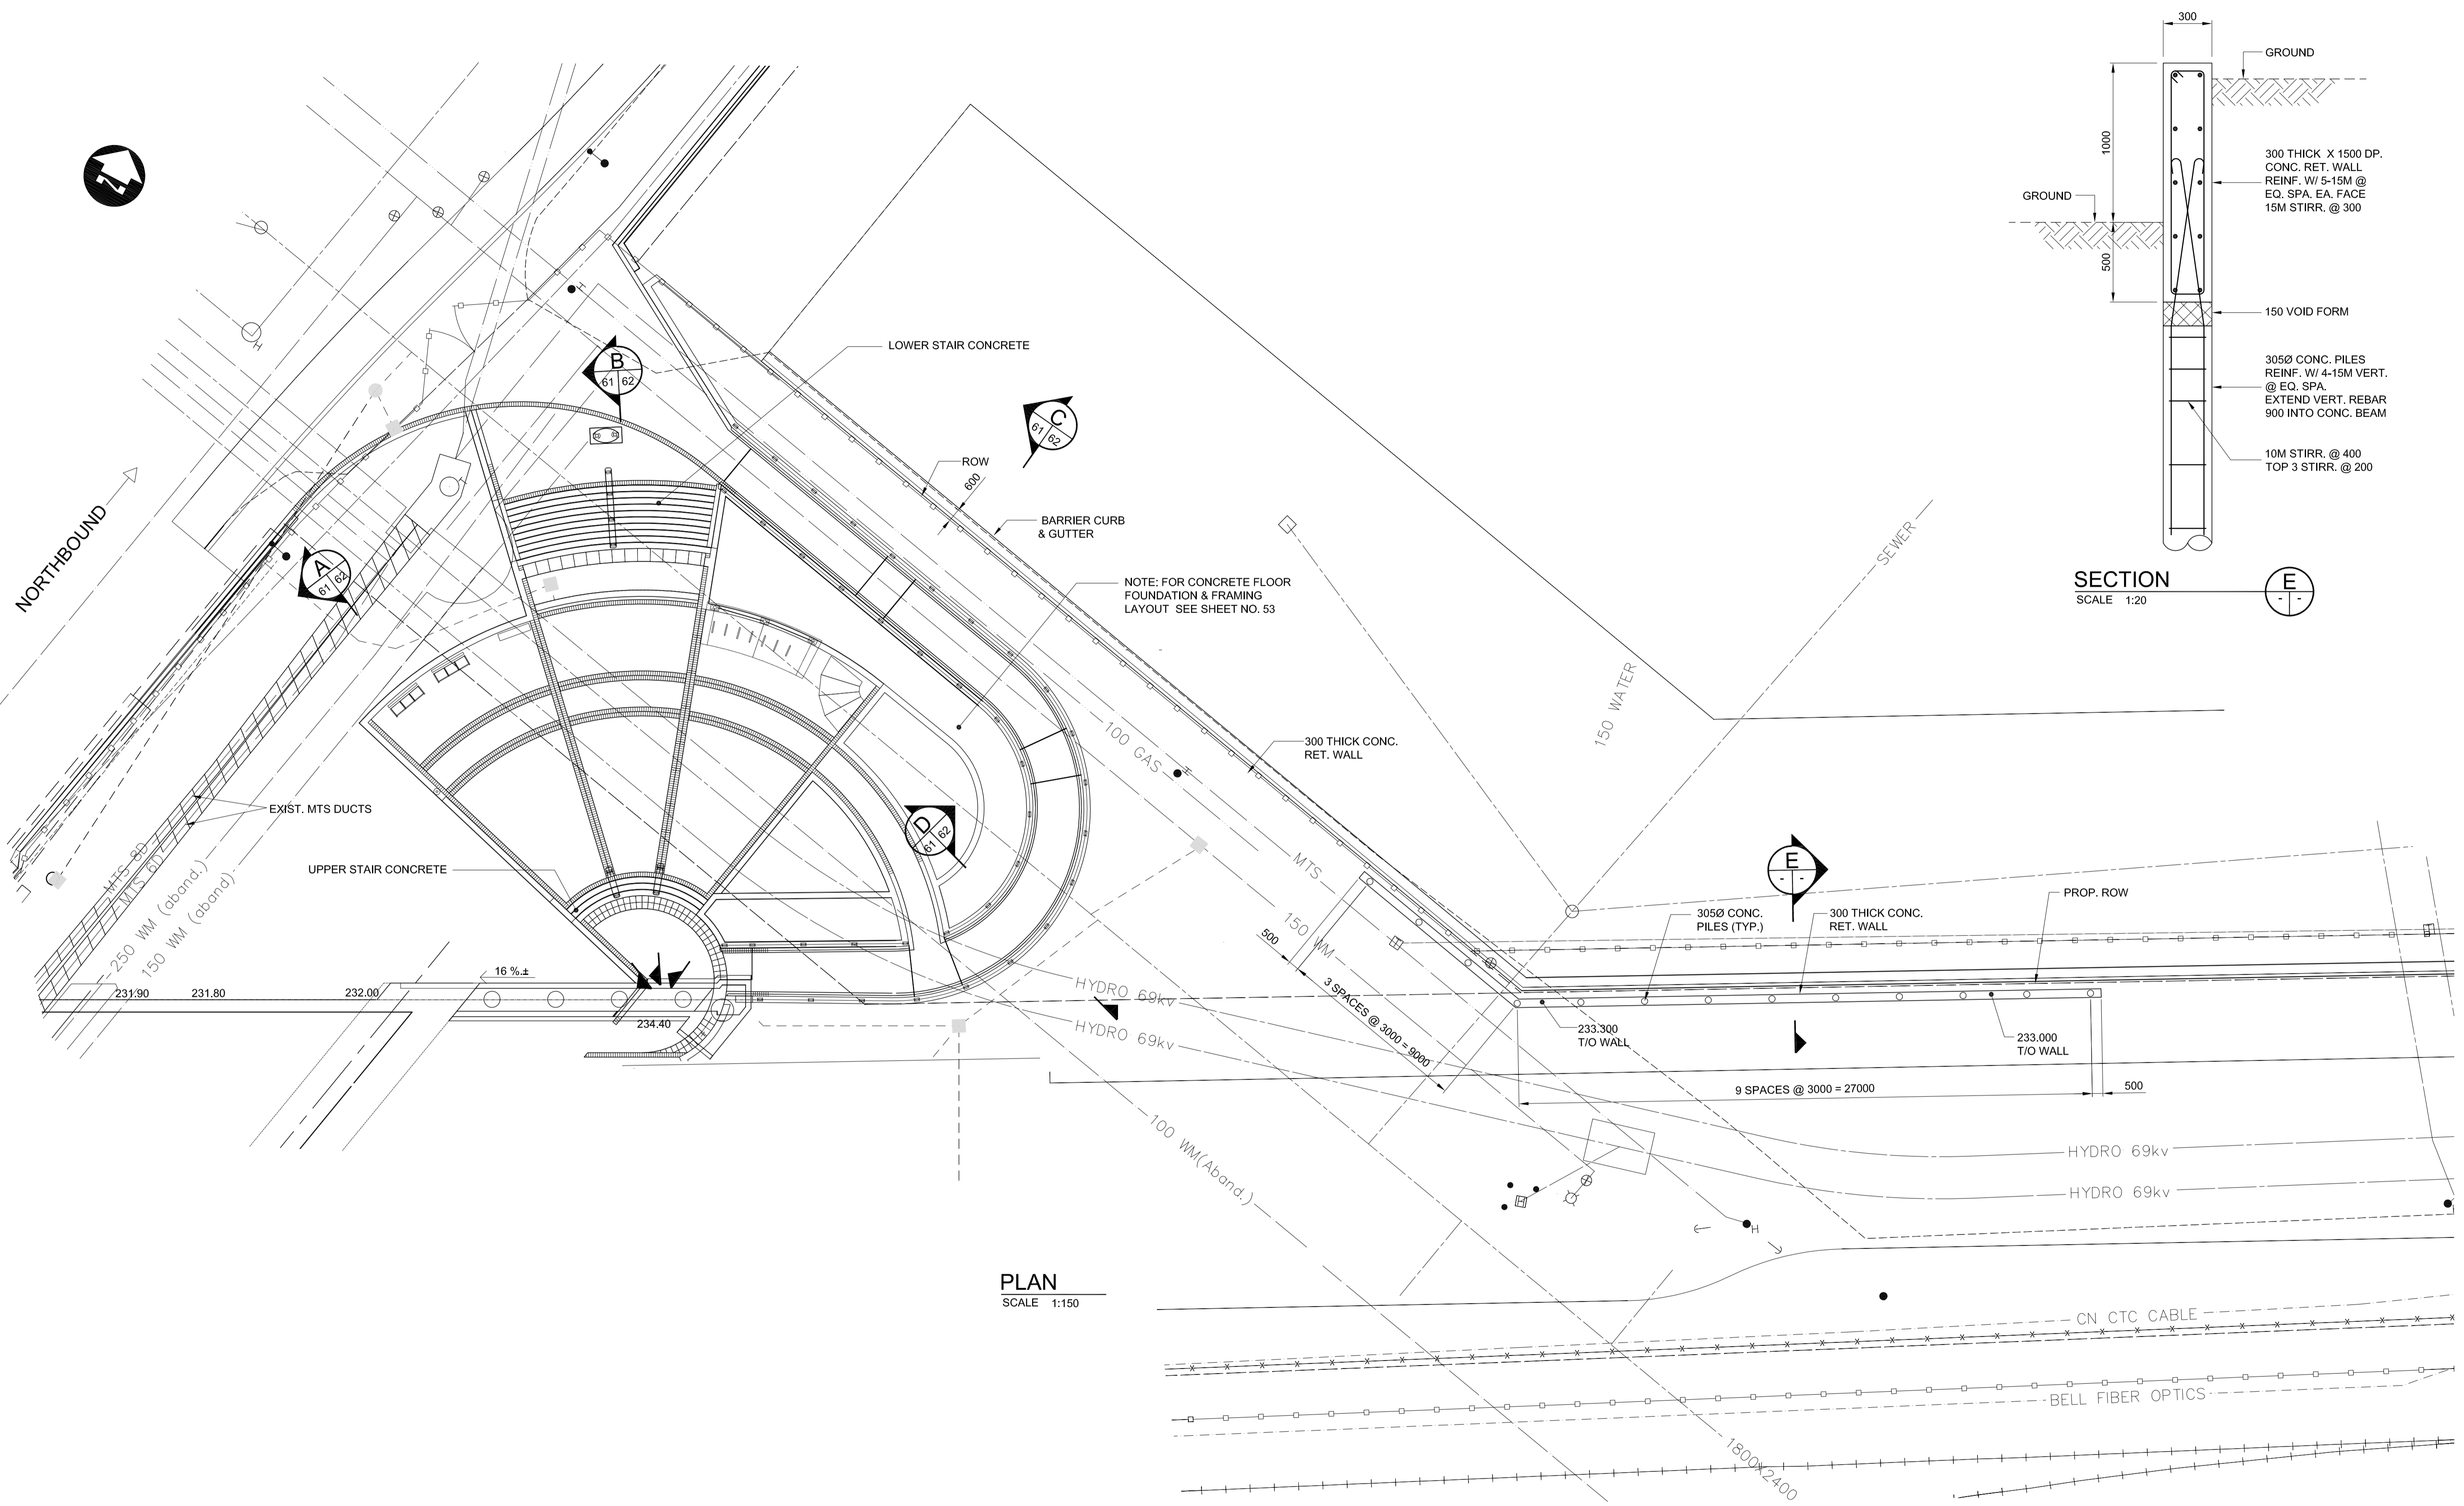 300
GROUND
1000
300 THICK X 1500 DP.
CONC. RET. WALL
REINF. W/ 5-15M @
EQ. SPA. EA. FACE
15M STIRR. @ 300
GROUND
500
150 VOID FORM
305Ø CONC. PILES
REINF. W/ 4-15M VERT.
@ EQ. SPA.
EXTEND VERT. REBAR
900 INTO CONC. BEAM
10M STIRR. @ 400
TOP 3 STIRR. @ 200
SECTION
SCALE 1:20
E
- -
N
H
H
NORTHBOUND
B
61 62
LOWER STAIR CONCRETE
C
61 62
ROW
600
BARRIER CURB
& GUTTER
A
61 62
NOTE: FOR CONCRETE FLOOR
FOUNDATION & FRAMING
LAYOUT SEE SHEET NO. 53
SEWER
150 WATER
100 GAS
H
300 THICK CONC.
RET. WALL
EXIST. MTS DUCTS
D
61 62
MTS 8D
MTS 6D
250 WM (aband.)
150 WM (aband)
UPPER STAIR CONCRETE
MTS
150 WM
E
- -
PROP. ROW
305Ø CONC.
PILES (TYP.)
300 THICK CONC.
RET. WALL
500
3 SPACES @ 3000 = 9000
16 %.±
231.90
231.80
232.00
234.40
HYDRO 69kv
HYDRO 69kv
233.300
T/O WALL
233.000
T/O WALL
9 SPACES @ 3000 = 27000
500
100 WM(Aband.)
HYDRO 69kv
HYDRO 69kv
H
H
PLAN
SCALE 1:150
CN CTC CABLE
BELL FIBER OPTICS
1800X2400